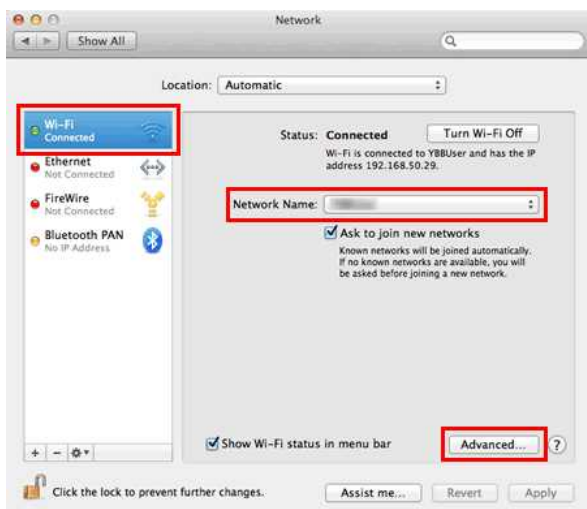 Network
Show All
Location: Automatic
Wi-Fi
Connected
Ethernet
Not Connected
FireWire
Not Connected
Bluetooth PAN
No IP Address
Status: Connected
Turn Wi-Fi Off
Wi-Fi is connected to YBBUser and has the IP
address 192.168.50.29.
Network Name:
Ask to join new networks
Known networks will be joined automatically.
If no known networks are available, you will
be asked before joining a new network.
Show Wi-Fi status in menu bar
Advanced...
?
+ −
Click the lock to prevent further changes.
Assist me...
Revert
Apply